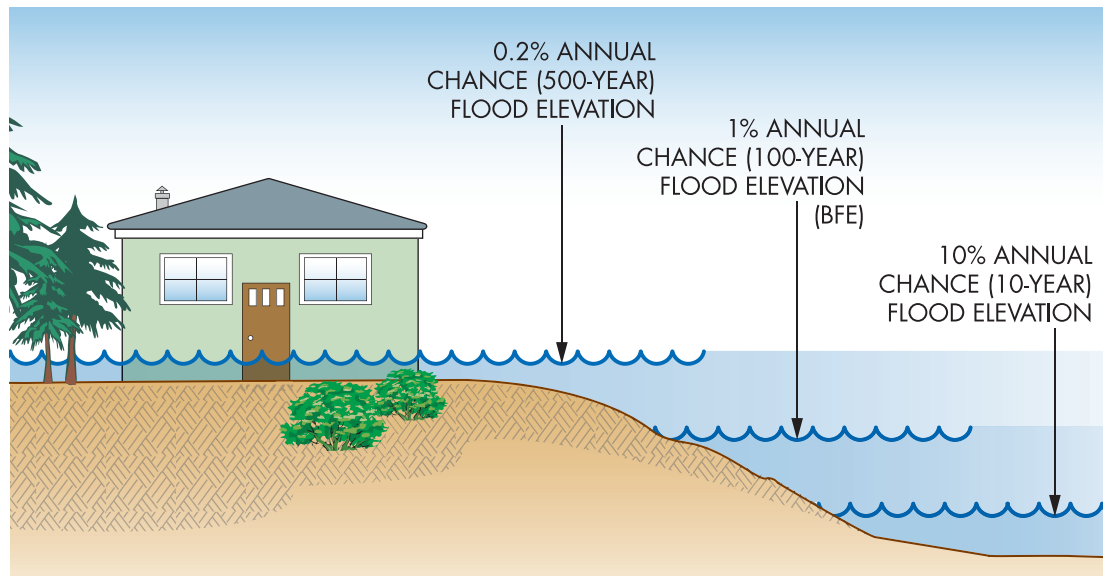 0.2% ANNUAL
CHANCE (500-YEAR)
FLOOD ELEVATION
1% ANNUAL
CHANCE (100-YEAR)
FLOOD ELEVATION
(BFE)
10% ANNUAL
CHANCE (10-YEAR)
FLOOD ELEVATION